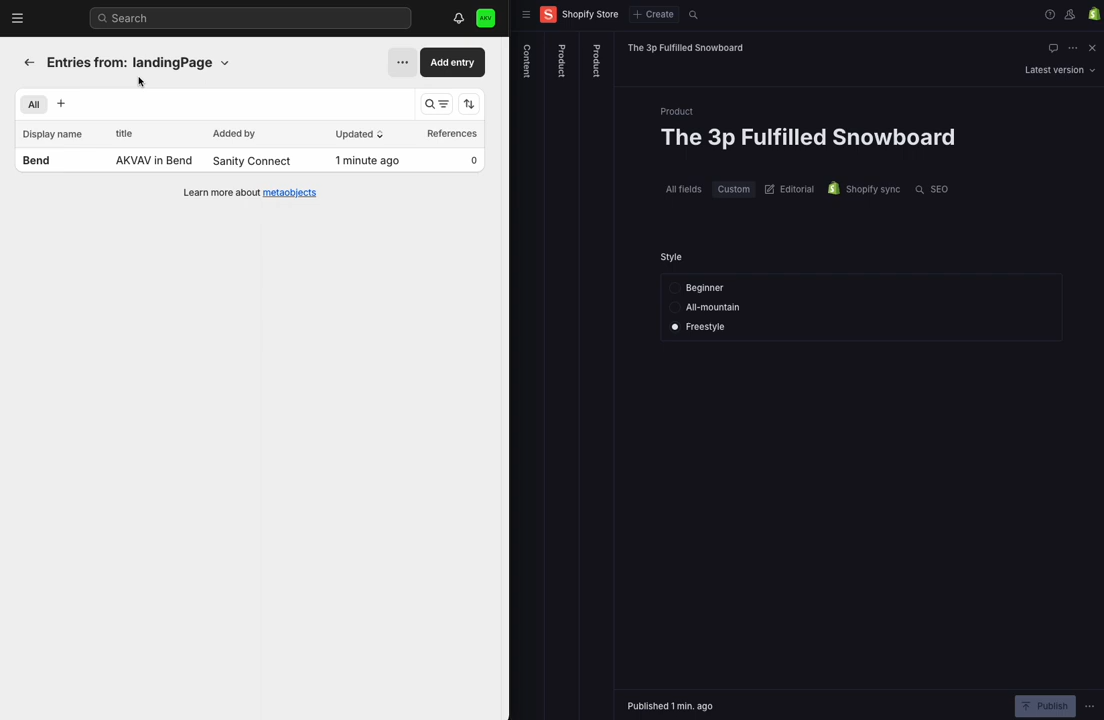 Search
AKV
Entries from: landingPage
Add entry
All
Display name title Added by Updated References
Bend AKVAV in Bend Sanity Connect 1 minute ago 0
Learn more about metaobjects
S Shopify Store Create
Content
Product
Product
The 3p Fulfilled Snowboard
Latest version
Product
The 3p Fulfilled Snowboard
All fields Custom Editorial Shopify sync SEO
Style
Beginner
All-mountain
Freestyle
Published 1 min. ago
Publish